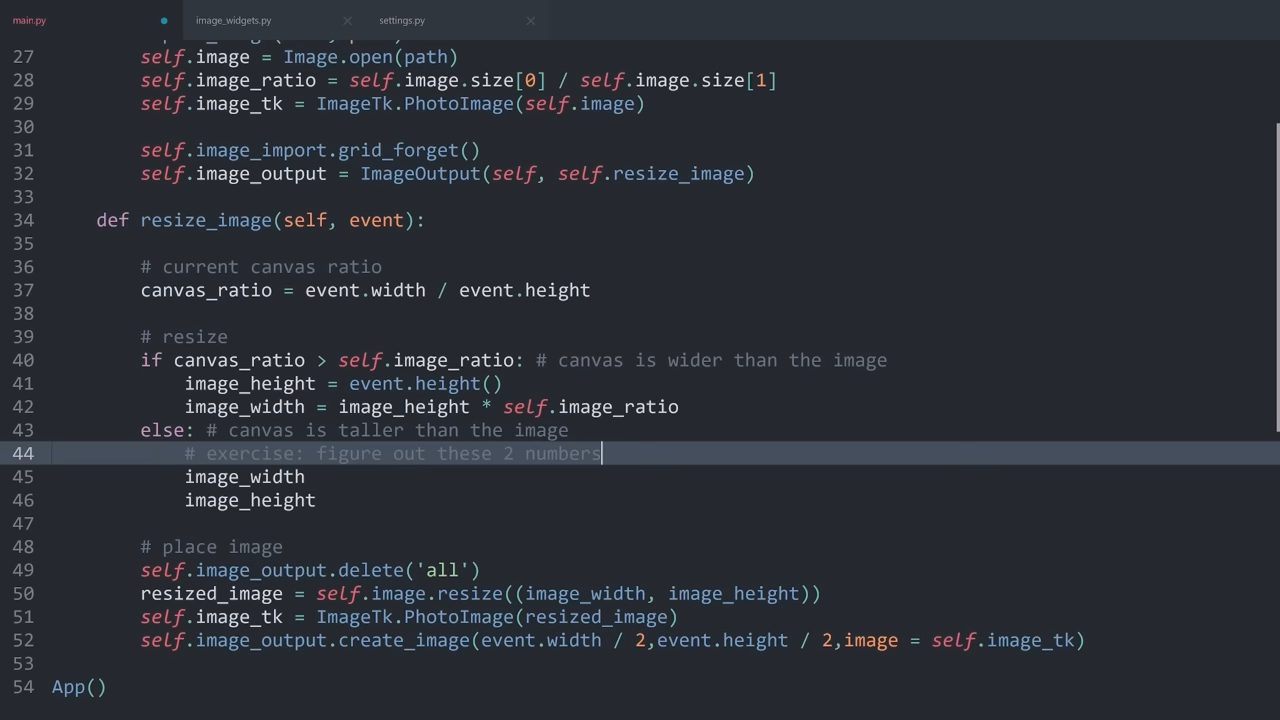 main.py image_widgets.py settings.py
27 self.image = Image.open(path)
28 self.image_ratio = self.image.size[0] / self.image.size[1]
29 self.image_tk = ImageTk.PhotoImage(self.image)
30
31 self.image_import.grid_forget()
32 self.image_output = ImageOutput(self, self.resize_image)
33
34 def resize_image(self, event):
35
36 # current canvas ratio
37 canvas_ratio = event.width / event.height
38
39 # resize
40 if canvas_ratio > self.image_ratio: # canvas is wider than the image
41 image_height = event.height()
42 image_width = image_height * self.image_ratio
43 else: # canvas is taller than the image
44 # exercise: figure out these 2 numbers
45 image_width
46 image_height
47
48 # place image
49 self.image_output.delete('all')
50 resized_image = self.image.resize((image_width, image_height))
51 self.image_tk = ImageTk.PhotoImage(resized_image)
52 self.image_output.create_image(event.width / 2,event.height / 2,image = self.image_tk)
53
54 App()